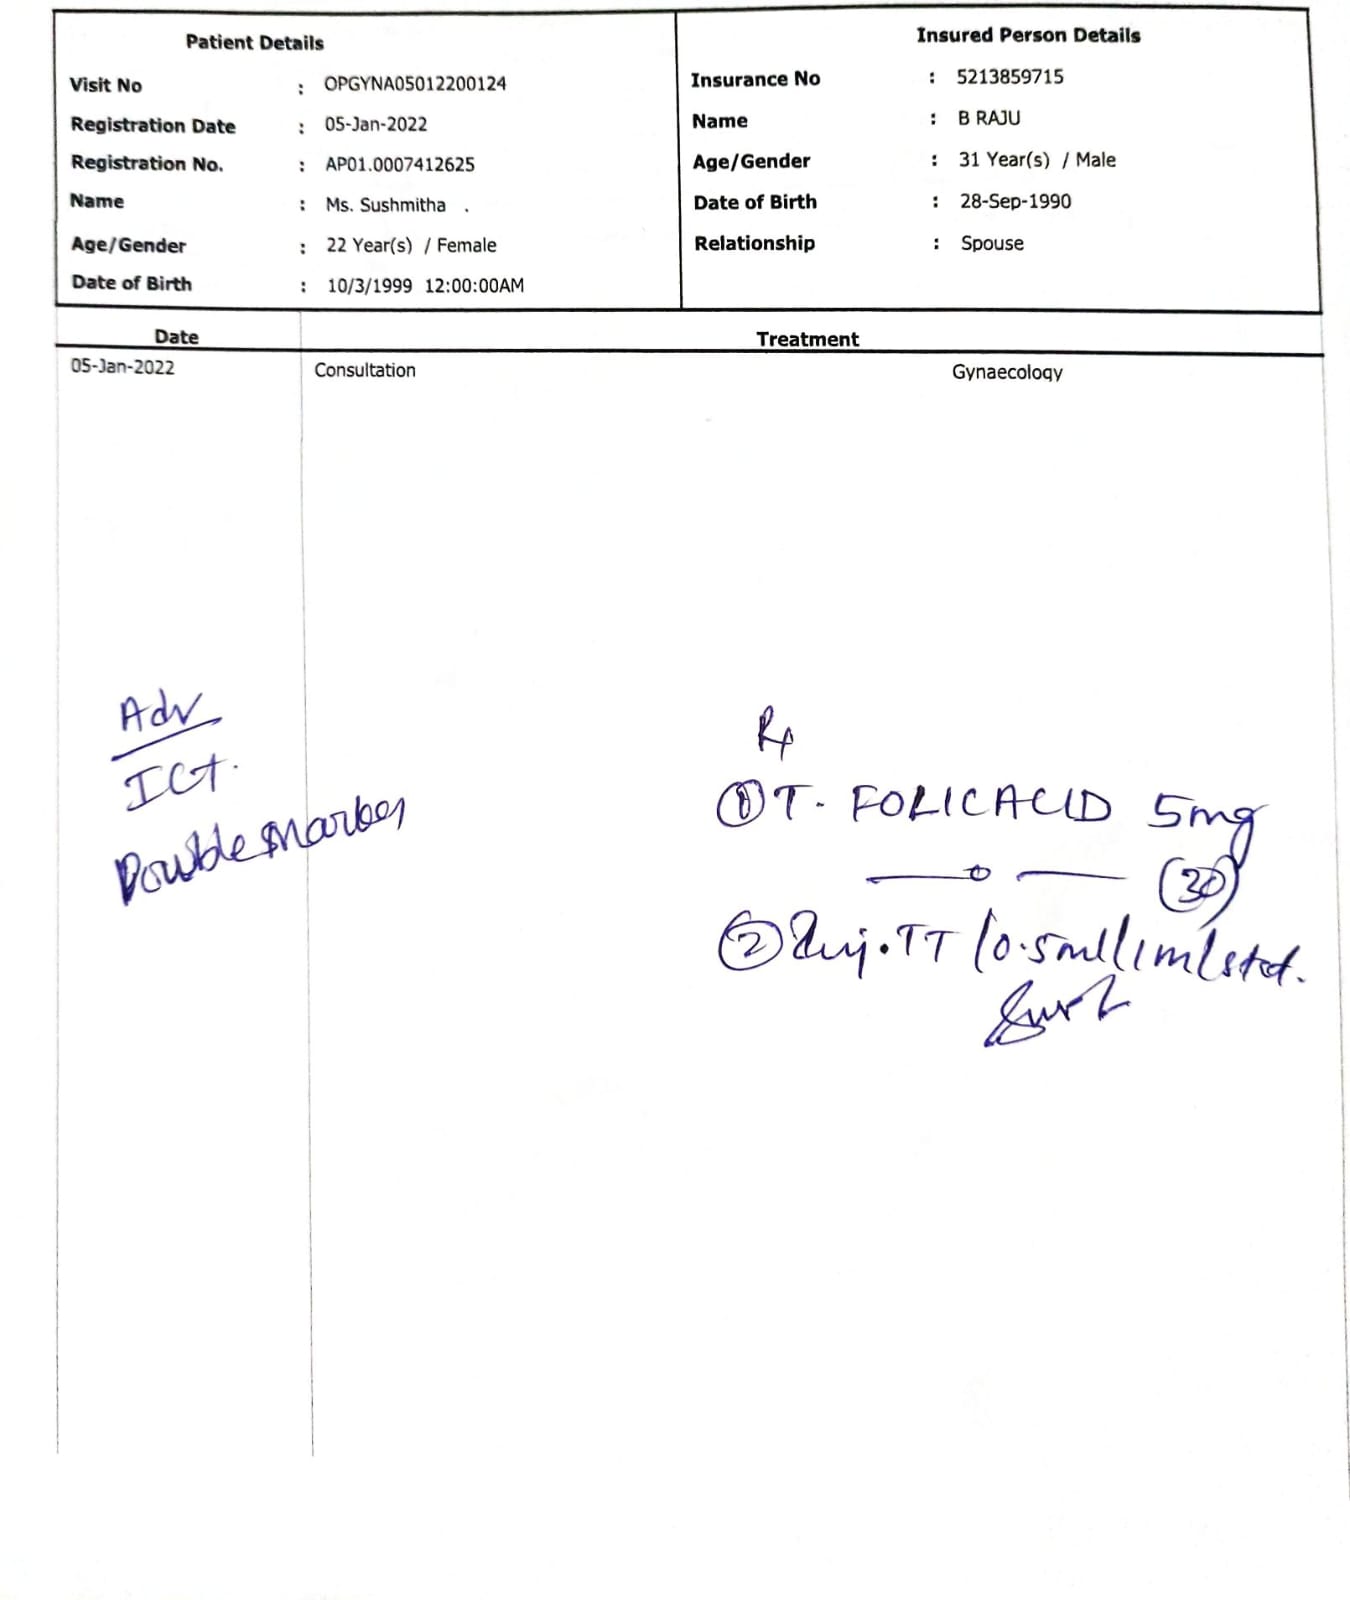 Patient Details
Visit No : OPGYNA05012200124
Registration Date : 05-Jan-2022
Registration No. : AP01.0007412625
Name : Ms. Sushmitha .
Age/Gender : 22 Year(s) / Female
Date of Birth : 10/3/1999 12:00:00AM
Insured Person Details
Insurance No : 5213859715
Name : B RAJU
Age/Gender : 31 Year(s) / Male
Date of Birth : 28-Sep-1990
Relationship : Spouse
Date Treatment
05-Jan-2022 Consultation Gynaecology
Adv
ICT.
Double Marker
Rx
① T. FOLICACID 5mg
—o— (30)
② Inj. TT /0.5ml/IM/stat.